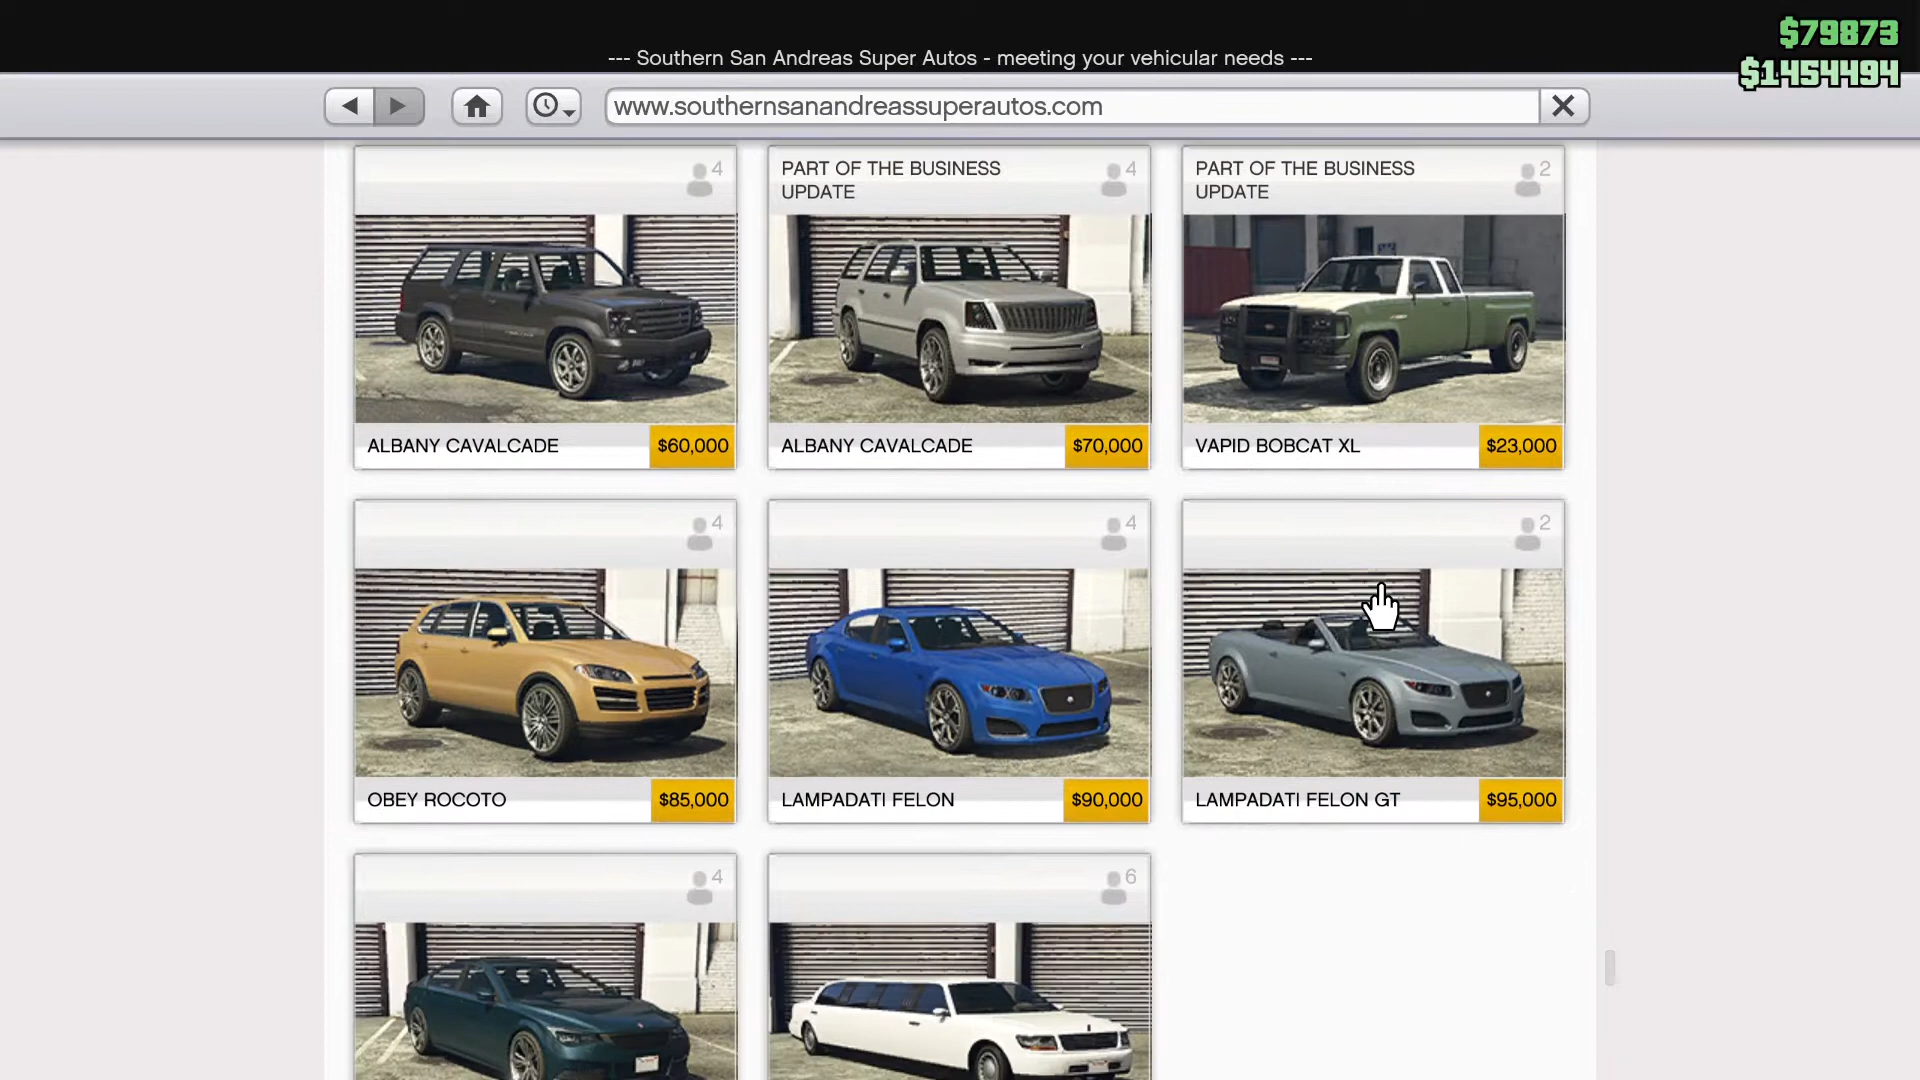 $79873
--- Southern San Andreas Super Autos - meeting your vehicular needs ---
$1454494
www.southernsanandreassuperautos.com
4
PART OF THE BUSINESS
UPDATE
4
PART OF THE BUSINESS
UPDATE
2
ALBANY CAVALCADE
$60,000
ALBANY CAVALCADE
$70,000
VAPID BOBCAT XL
$23,000
4
4
2
OBEY ROCOTO
$85,000
LAMPADATI FELON
$90,000
LAMPADATI FELON GT
$95,000
4
6